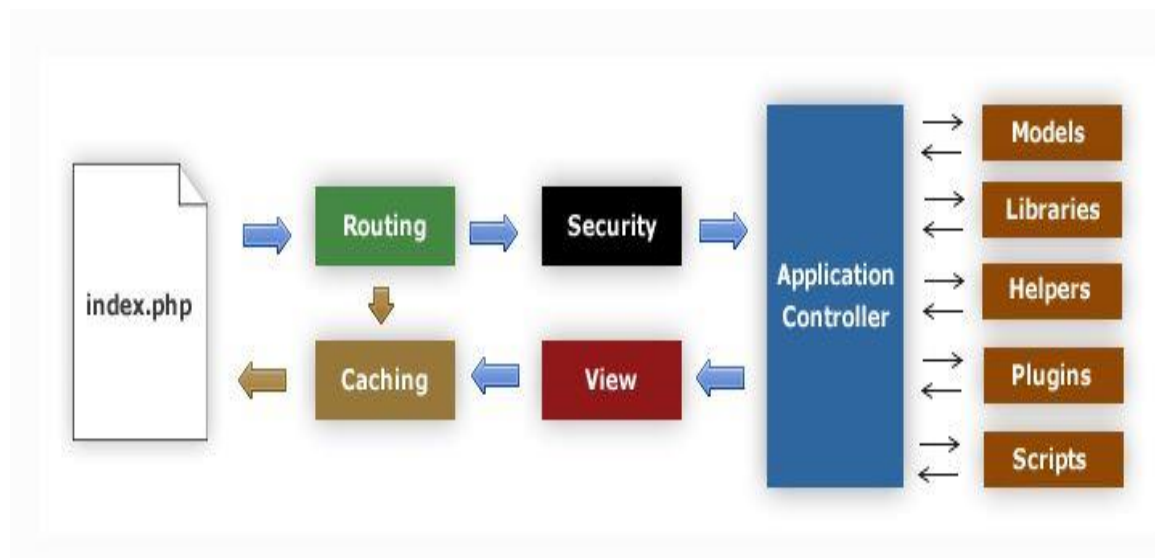 index.php
Routing
Security
Caching
View
Application
Controller
Models
Libraries
Helpers
Plugins
Scripts